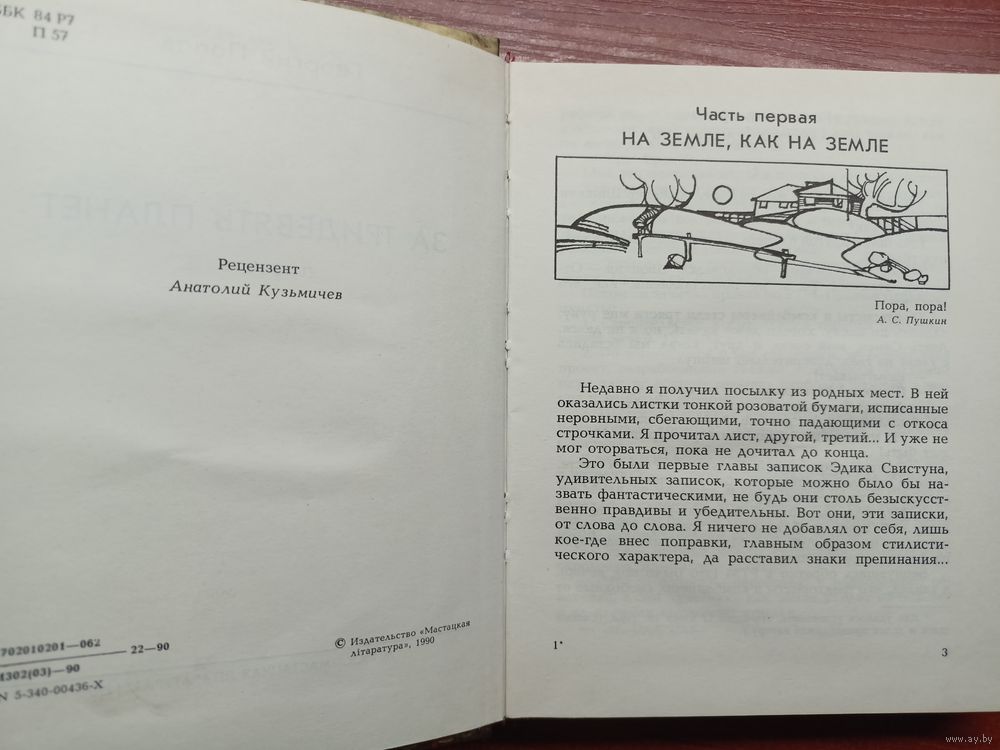 ББК 84 Р7
П 57
ЗА ТРИДЕВЯТЬ ПЛАНЕТ
Рецензент
Анатолий Кузьмичев
702010201—062
302(03)—90
22—90
N 5-340-00436-X
© Издательство «Мастацкая
літаратура», 1990
Часть первая
НА ЗЕМЛЕ, КАК НА ЗЕМЛЕ
Пора, пора!
А. С. Пушкин
Недавно я получил посылку из родных мест. В ней
оказались листки тонкой розоватой бумаги, исписанные
неровными, сбегающими, точно падающими с откоса
строчками. Я прочитал лист, другой, третий... И уже не
мог оторваться, пока не дочитал до конца.
Это были первые главы записок Эдика Свистуна,
удивительных записок, которые можно было бы на-
звать фантастическими, не будь они столь безыскусст-
венно правдивы и убедительны. Вот они, эти записки,
от слова до слова. Я ничего не добавлял от себя, лишь
кое-где внес поправки, главным образом стилисти-
ческого характера, да расставил знаки препинания...
1*
3
www.ay.by